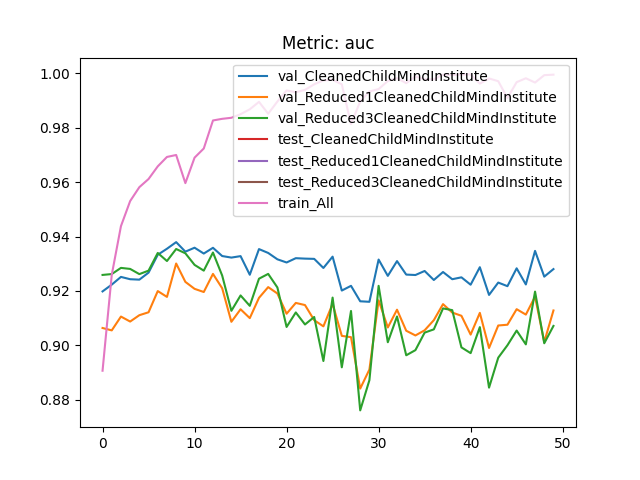 Metric: auc
1.00
0.98
0.96
0.94
0.92
0.90
0.88
val_CleanedChildMindInstitute
val_Reduced1CleanedChildMindInstitute
val_Reduced3CleanedChildMindInstitute
test_CleanedChildMindInstitute
test_Reduced1CleanedChildMindInstitute
test_Reduced3CleanedChildMindInstitute
train_All
0 10 20 30 40 50